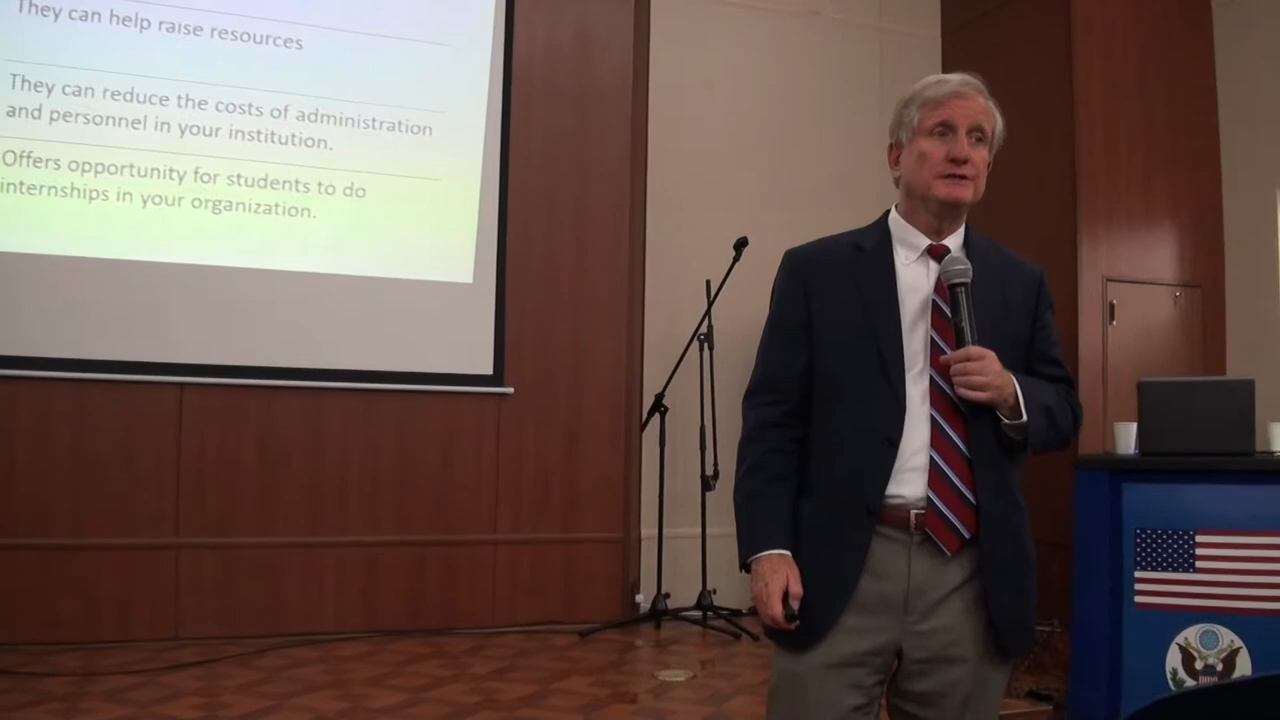 They can help raise resources
They can reduce the costs of administration
and personnel in your institution.
Offers opportunity for students to do
internships in your organization.